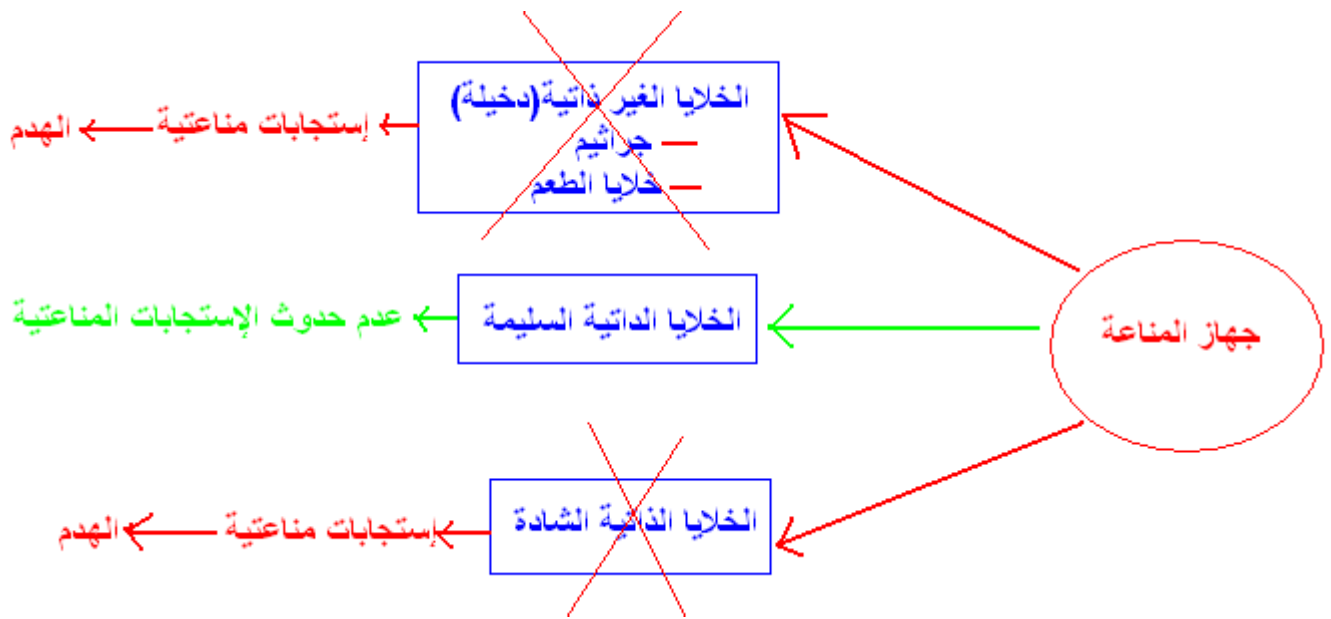 الخلايا الغير ذاتية(دخيلة)
جراثيم
خلايا الطعم
إستجابات مناعتية
الهدم
جهاز المناعة
الخلايا الداتية السليمة
عدم حدوث الإستجابات المناعتية
الخلايا الذاتية الشادة
إستجابات مناعتية
الهدم